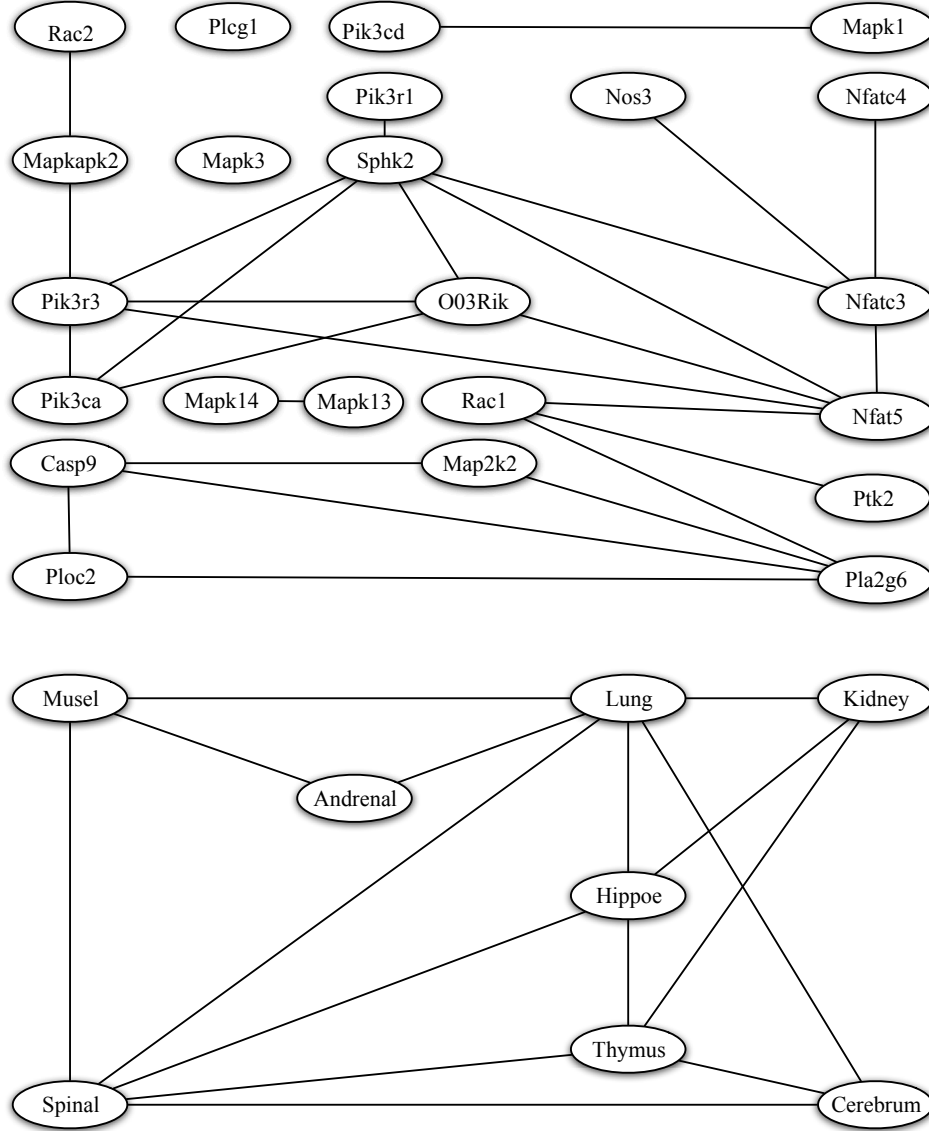 Rac2 Plcg1 Pik3cd Mapk1
Pik3r1 Nos3 Nfatc4
Mapkapk2 Mapk3 Sphk2
Pik3r3 O03Rik Nfatc3
Pik3ca Mapk14 Mapk13 Rac1 Nfat5
Casp9 Map2k2 Ptk2
Ploc2 Pla2g6
Musel Lung Kidney
Andrenal
Hippoe
Thymus
Spinal Cerebrum